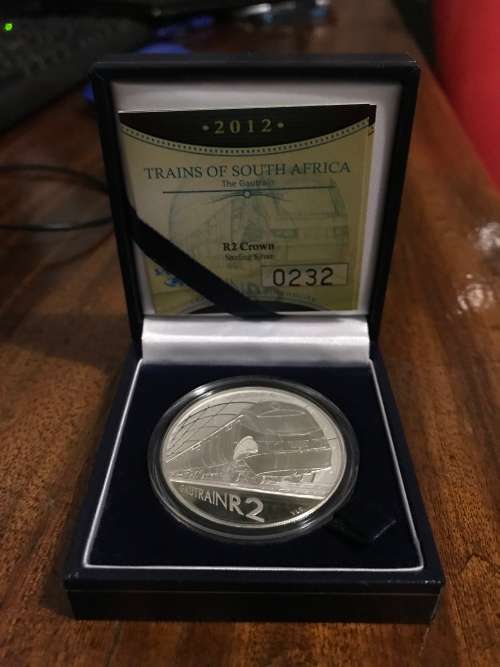 • 2012 •
TRAINS OF SOUTH AFRICA
The Gautrain
R2 Crown
Sterling Silver
0232
GAUTRAIN R2